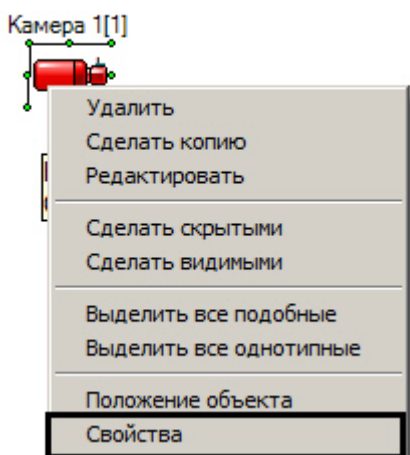 Камера 1[1]
Удалить
Сделать копию
Редактировать
Сделать скрытыми
Сделать видимыми
Выделить все подобные
Выделить все однотипные
Положение объекта
Свойства